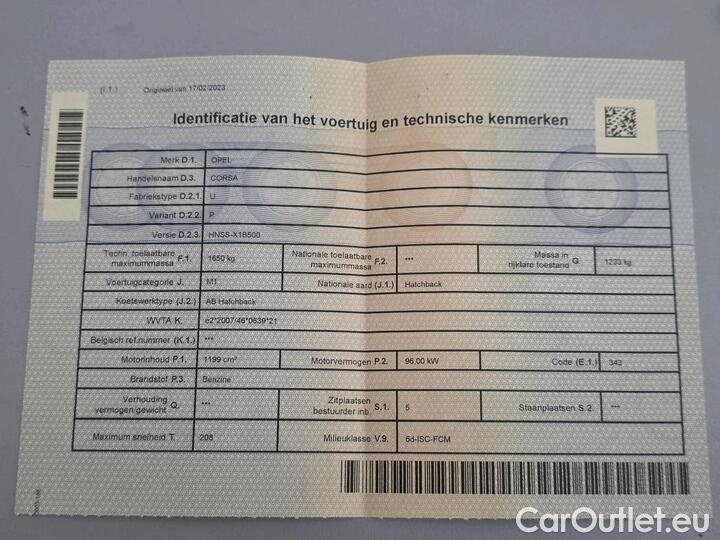 (I.1.) Origineel van 17/02/2023
Identificatie van het voertuig en technische kenmerken
Merk D.1. OPEL
Handelsnaam D.3. CORSA
Fabriekstype D.2.1. U
Variant D.2.2. P
Versie D.2.3. HNSS-X1B500
Techn. toelaatbare maximummassa F.1. 1650 kg Nationale toelaatbare maximummassa F.2. *** Massa in rijklare toestand G. 1233 kg
Voertuigcategorie J. M1 Nationale aard (J.1.) Hatchback
Koetswerktype (J.2.) AB Hatchback
WVTA K. e2*2007/46*0639*21
Belgisch ref.nummer (K.1.) ***
Motorinhoud P.1. 1199 cm³ Motorvermogen P.2. 96,00 kW Code (E.1.) 343
Brandstof P.3. Benzine
Verhouding vermogen/gewicht Q. *** Zitplaatsen bestuurder inb. S.1. 5 Staanplaatsen S.2. ***
Maximum snelheid T. 208 Milieuklasse V.9. 6d-ISC-FCM
CarOutlet.eu